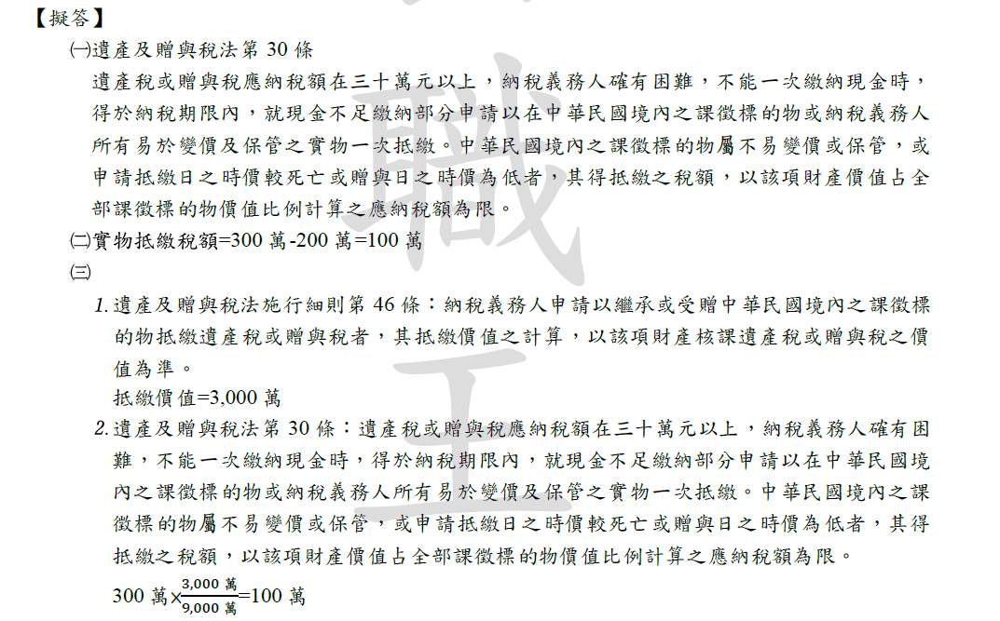 【擬答】
㈠遺產及贈與稅法第 30 條
遺產稅或贈與稅應納稅額在三十萬元以上，納稅義務人確有困難，不能一次繳納現金時，
得於納稅期限內，就現金不足繳納部分申請以在中華民國境內之課徵標的物或納稅義務人
所有易於變價及保管之實物一次抵繳。中華民國境內之課徵標的物屬不易變價或保管，或
申請抵繳日之時價較死亡或贈與日之時價為低者，其得抵繳之稅額，以該項財產價值占全
部課徵標的物價值比例計算之應納稅額為限。
㈡實物抵繳稅額=300 萬-200 萬=100 萬
㈢
1. 遺產及贈與稅法施行細則第 46 條：納稅義務人申請以繼承或受贈中華民國境內之課徵標
的物抵繳遺產稅或贈與稅者，其抵繳價值之計算，以該項財產核課遺產稅或贈與稅之價
值為準。
抵繳價值=3,000 萬
2. 遺產及贈與稅法第 30 條：遺產稅或贈與稅應納稅額在三十萬元以上，納稅義務人確有困
難，不能一次繳納現金時，得於納稅期限內，就現金不足繳納部分申請以在中華民國境
內之課徵標的物或納稅義務人所有易於變價及保管之實物一次抵繳。中華民國境內之課
徵標的物屬不易變價或保管，或申請抵繳日之時價較死亡或贈與日之時價為低者，其得
抵繳之稅額，以該項財產價值占全部課徵標的物價值比例計算之應納稅額為限。
300 萬×3,000 萬/9,000 萬=100 萬
職
工